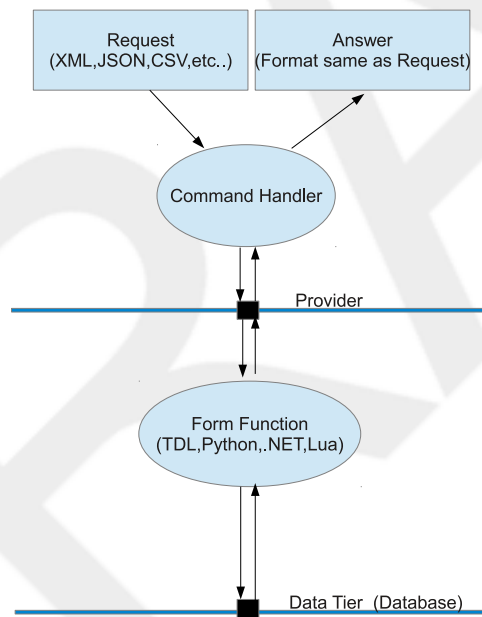 Request
(XML,JSON,CSV,etc..)
Answer
(Format same as Request)
Command Handler
Provider
Form Function
(TDL,Python,.NET,Lua)
Data Tier (Database)